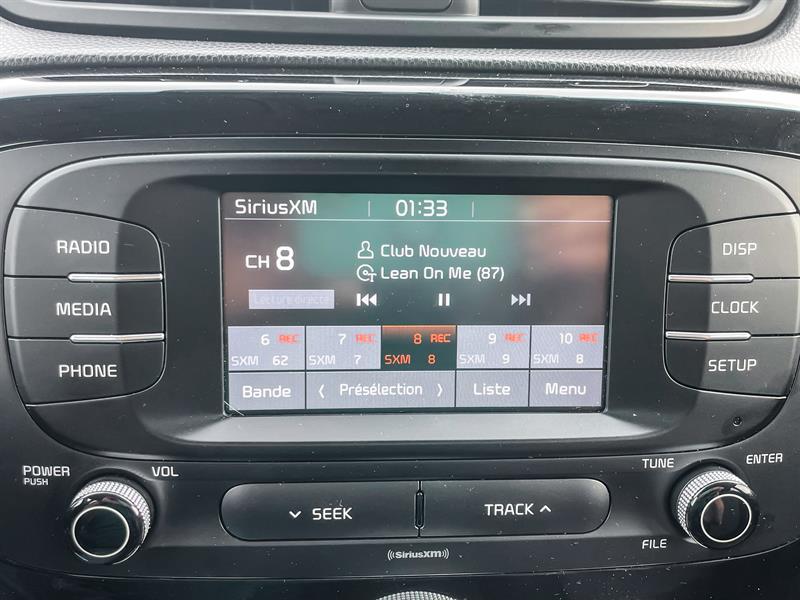 SiriusXM 01:33
CH 8
Club Nouveau
Lean On Me (87)
Lecture directe
6 REC 7 REC 8 REC 9 REC 10 REC
SXM 62 SXM 7 SXM 8 SXM 9 SXM 8
Bande Présélection Liste Menu
RADIO
MEDIA
PHONE
DISP
CLOCK
SETUP
POWER
PUSH
VOL
SEEK
TRACK
TUNE
ENTER
FILE
SiriusXM